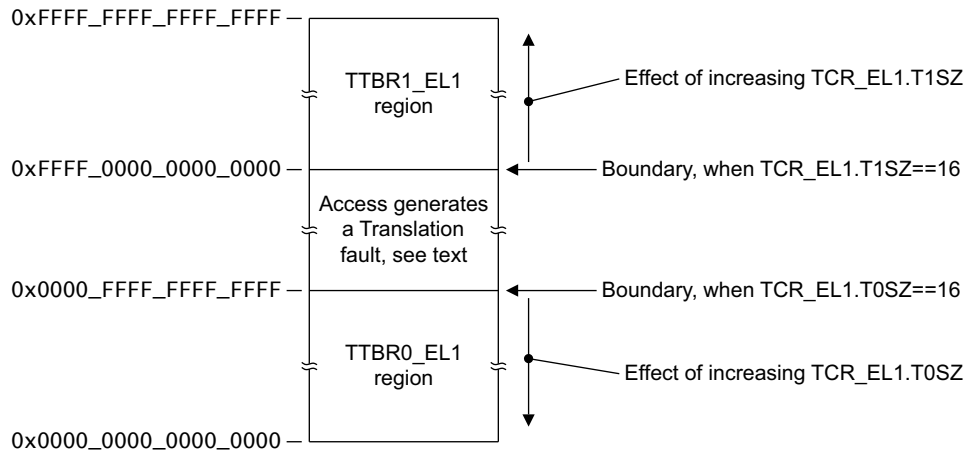 0xFFFF_FFFF_FFFF_FFFF
TTBR1_EL1
region
Effect of increasing TCR_EL1.T1SZ
0xFFFF_0000_0000_0000
Boundary, when TCR_EL1.T1SZ==16
Access generates
a Translation
fault, see text
0x0000_FFFF_FFFF_FFFF
Boundary, when TCR_EL1.T0SZ==16
TTBR0_EL1
region
Effect of increasing TCR_EL1.T0SZ
0x0000_0000_0000_0000